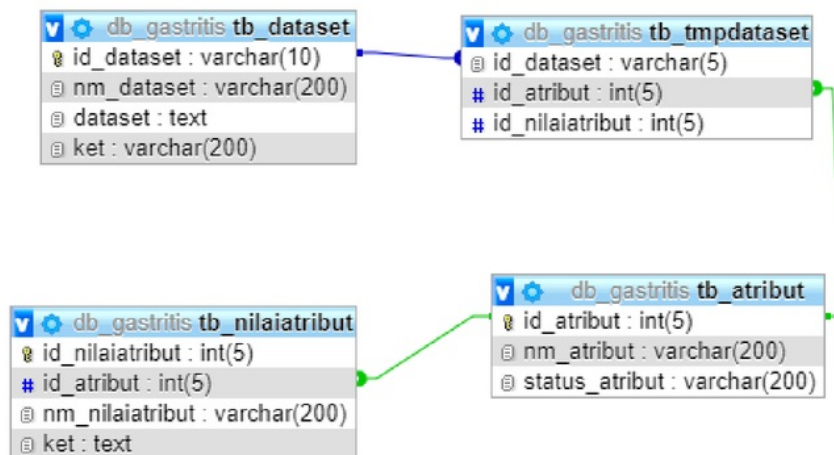 db_gastritis tb_dataset
id_dataset : varchar(10)
nm_dataset : varchar(200)
dataset : text
ket : varchar(200)
db_gastritis tb_tmpdataset
id_dataset : varchar(5)
# id_atribut : int(5)
# id_nilaiatribut : int(5)
db_gastritis tb_nilaiatribut
id_nilaiatribut : int(5)
# id_atribut : int(5)
nm_nilaiatribut : varchar(200)
ket : text
db_gastritis tb_atribut
id_atribut : int(5)
nm_atribut : varchar(200)
status_atribut : varchar(200)